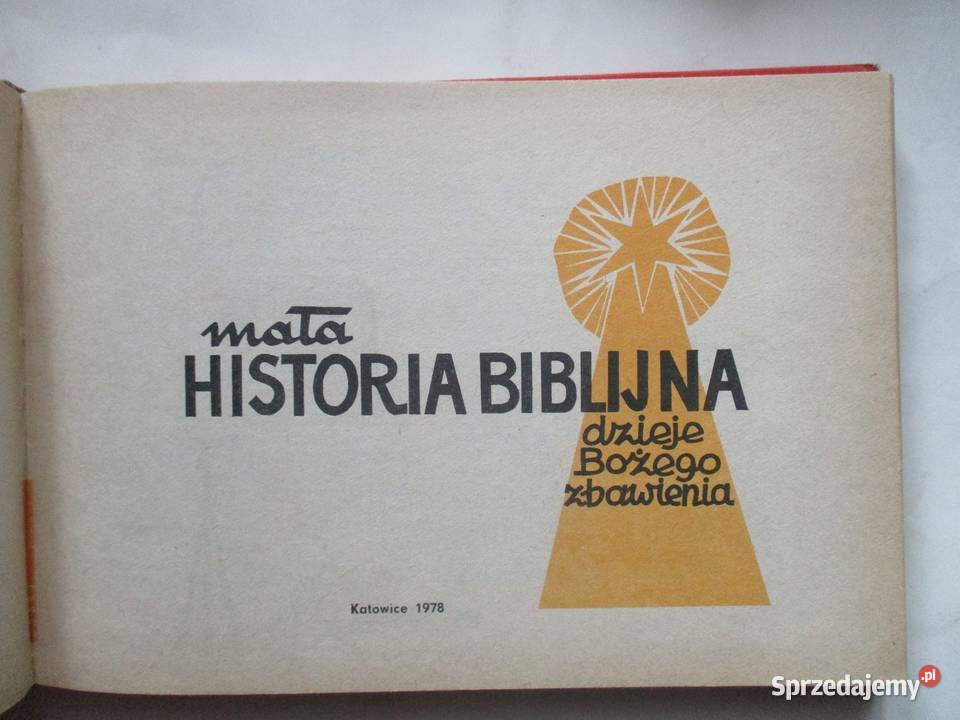 mała
HISTORIA BIBLIJNA
dzieje
Bożego
zbawienia
Katowice 1978
Sprzedajemy.pl